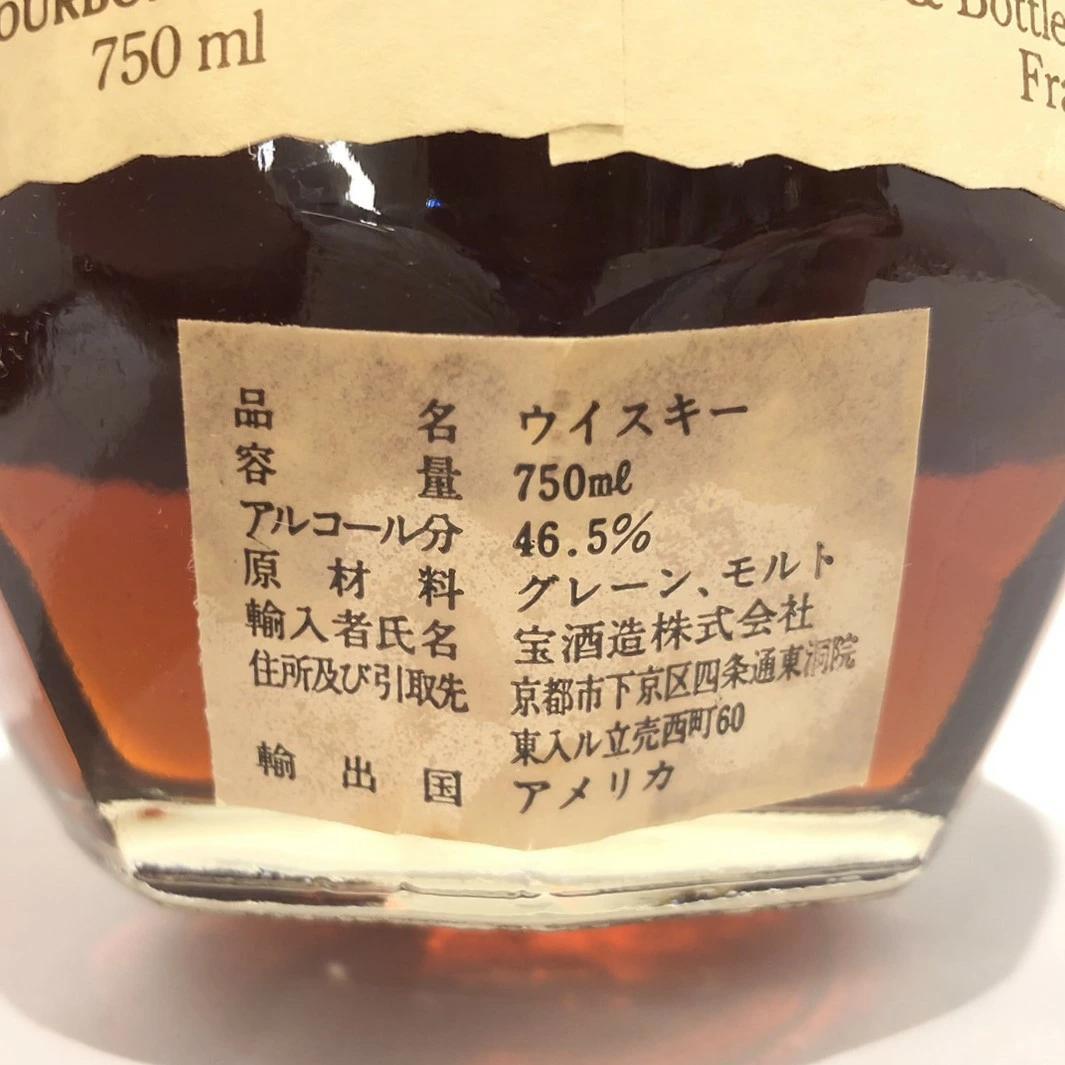 750 ml
& Bottle
品名 ウイスキー
容量 750mℓ
アルコール分 46.5%
原材料 グレーン、モルト
輸入者氏名 宝酒造株式会社
住所及び引取先 京都市下京区四条通東洞院
東入ル立売西町60
輸出国 アメリカ